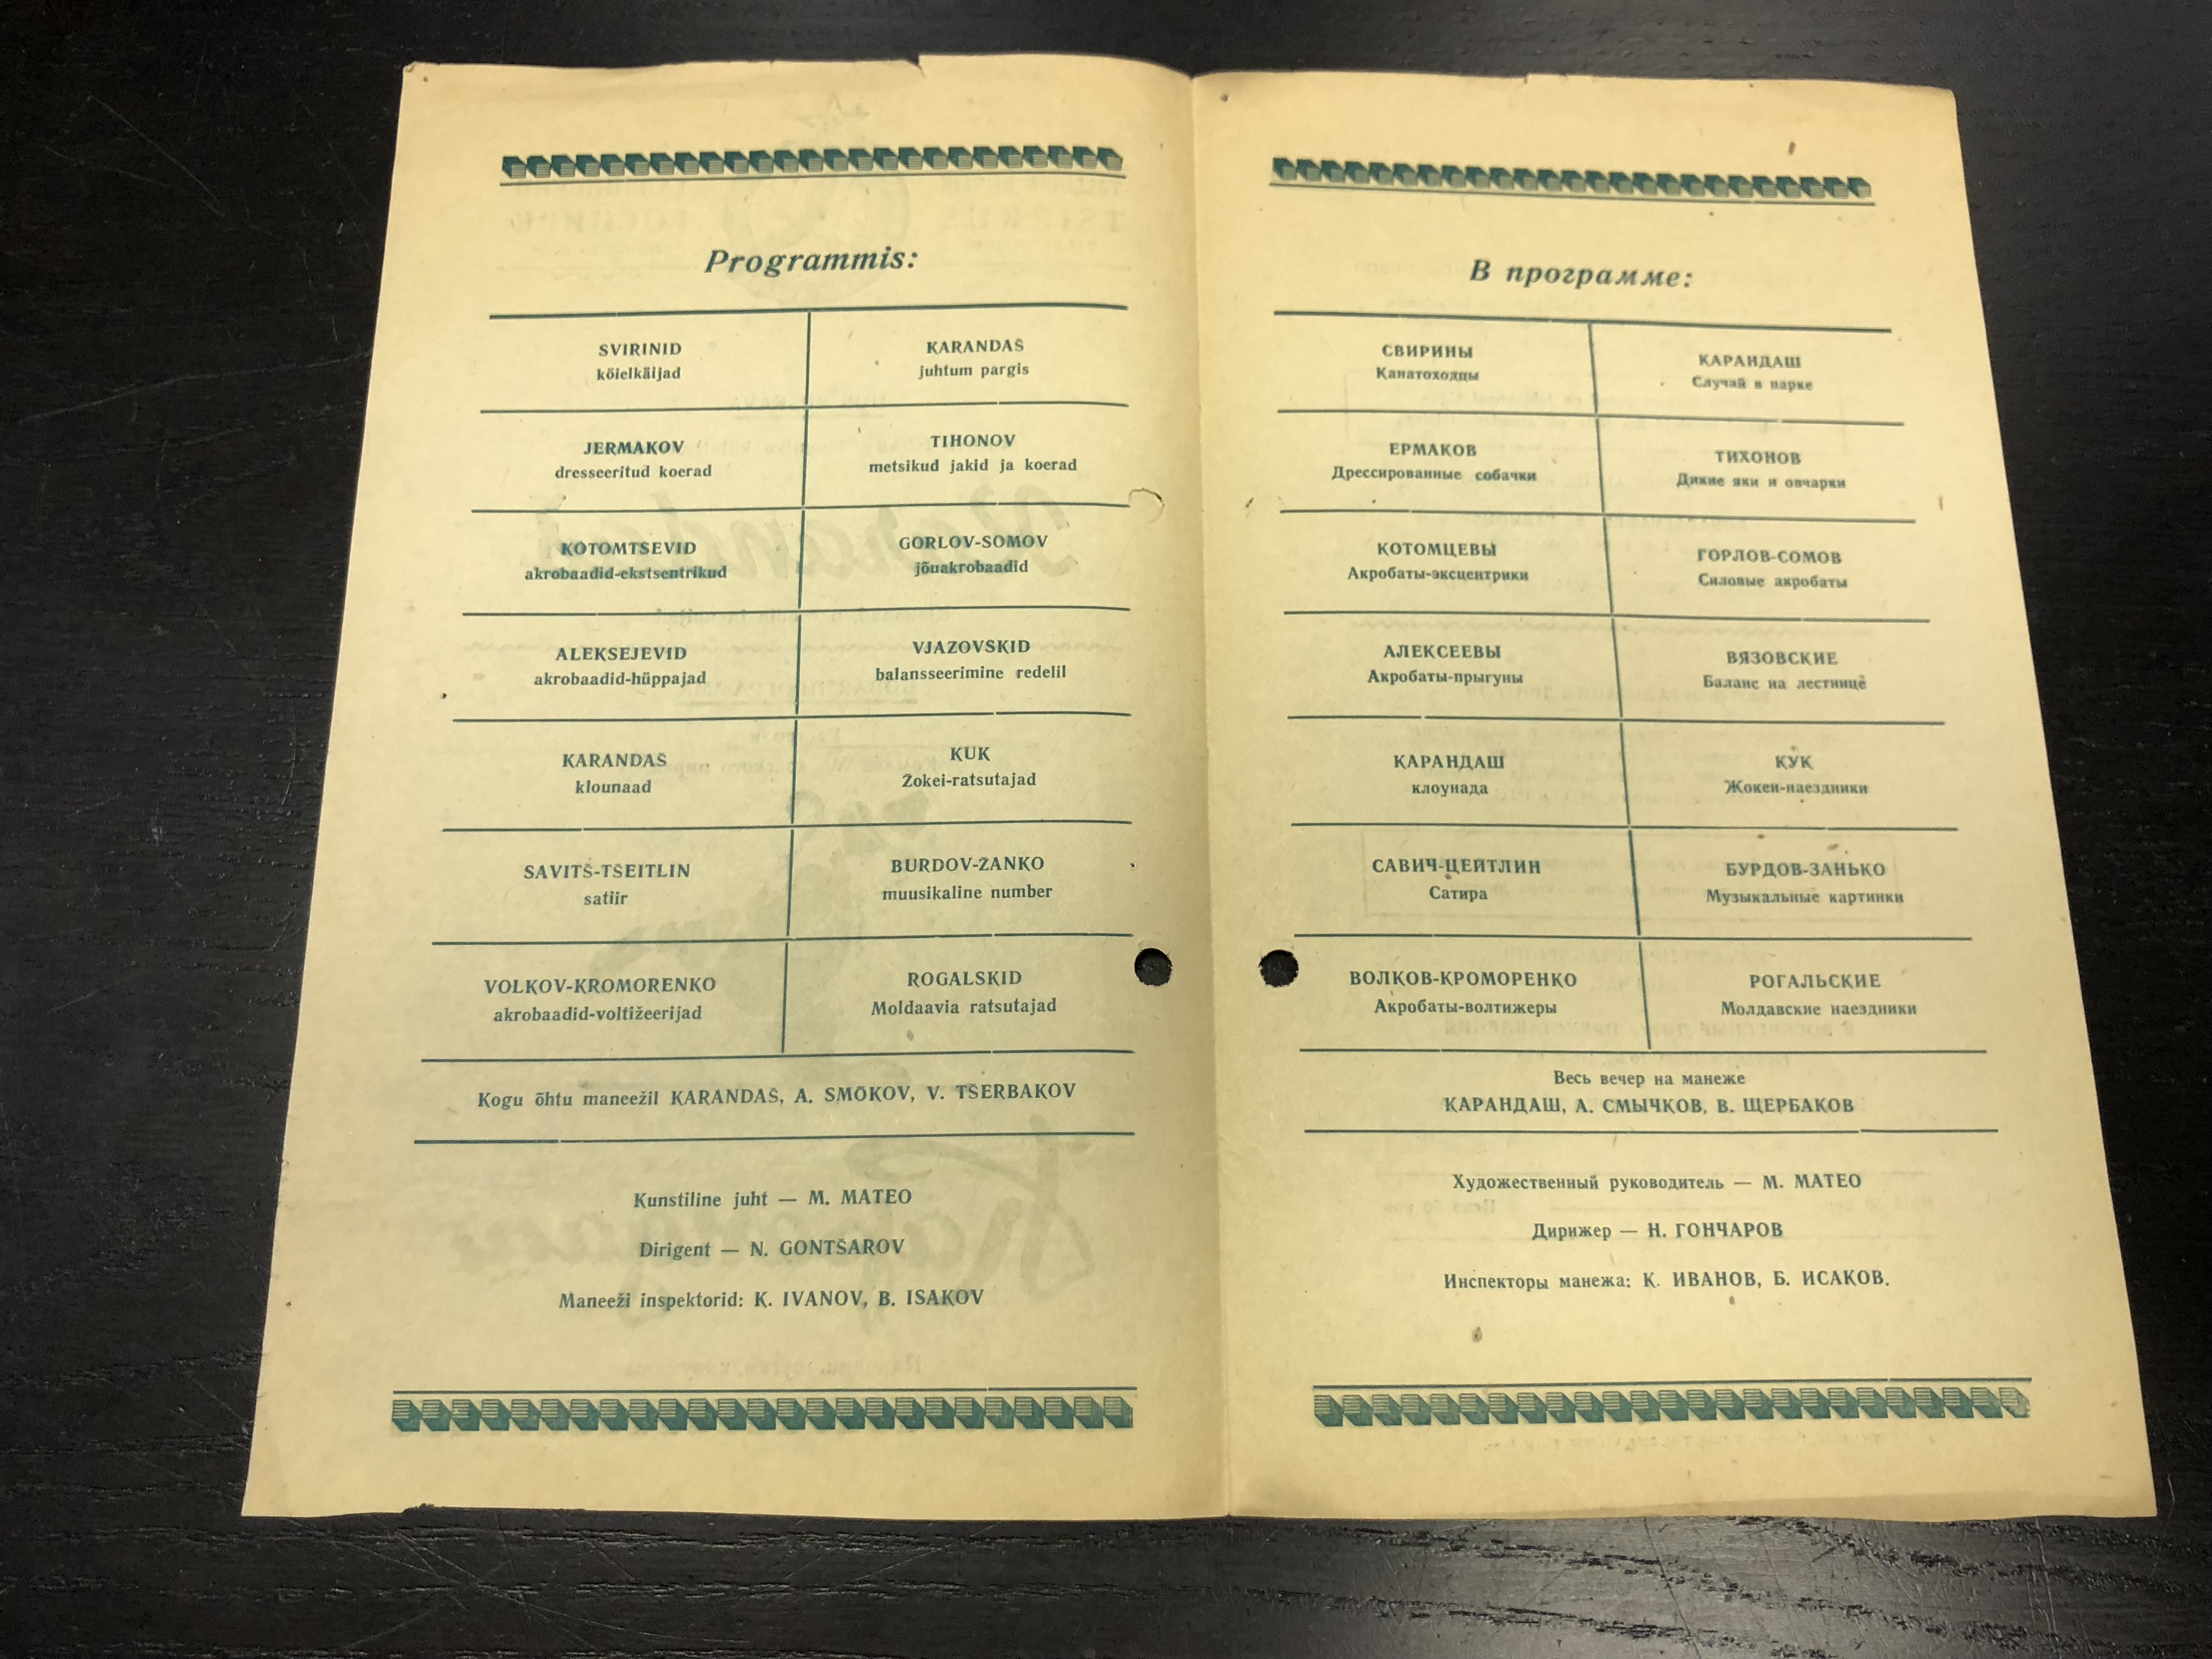 Programmis:
SVIRINID
köielkäijad
KARANDAŠ
juhtum pargis
JERMAKOV
dresseeritud koerad
TIHONOV
metsikud jakid ja koerad
KOTOMTSEVID
akrobaadid-ekstsentrikud
GORLOV-SOMOV
jõuakrobaadid
ALEKSEJEVID
akrobaadid-hüppajad
VJAZOVSKID
balansseerimine redelil
KARANDAŠ
klounaad
KUK
Žokei-ratsutajad
SAVITŠ-TŠEITLIN
satiir
BURDOV-ŽANKO
muusikaline number
VOLKOV-KROMORENKO
akrobaadid-voltižeerijad
ROGALSKID
Moldaavia ratsutajad
Kogu õhtu maneežil KARANDAŠ, A. SMÕKOV, V. TŠERBAKOV
Kunstiline juht — M. MATEO
Dirigent — N. GONTŠAROV
Maneeži inspektorid: K. IVANOV, B. ISAKOV
В программе:
СВИРИНЫ
Канатоходцы
КАРАНДАШ
Случай в парке
ЕРМАКОВ
Дрессированные собачки
ТИХОНОВ
Дикие яки и овчарки
КОТОМЦЕВЫ
Акробаты-эксцентрики
ГОРЛОВ-СОМОВ
Силовые акробаты
АЛЕКСЕЕВЫ
Акробаты-прыгуны
ВЯЗОВСКИЕ
Баланс на лестнице
КАРАНДАШ
клоунада
КУК
Жокеи-наездники
САВИЧ-ЦЕЙТЛИН
Сатира
БУРДОВ-ЗАНЬКО
Музыкальные картинки
ВОЛКОВ-КРОМОРЕНКО
Акробаты-волтижеры
РОГАЛЬСКИЕ
Молдавские наездники
Весь вечер на манеже
КАРАНДАШ, А. СМЫЧКОВ, В. ЩЕРБАКОВ
Художественный руководитель — М. МАТЕО
Дирижер — Н. ГОНЧАРОВ
Инспекторы манежа: К. ИВАНОВ, Б. ИСАКОВ.